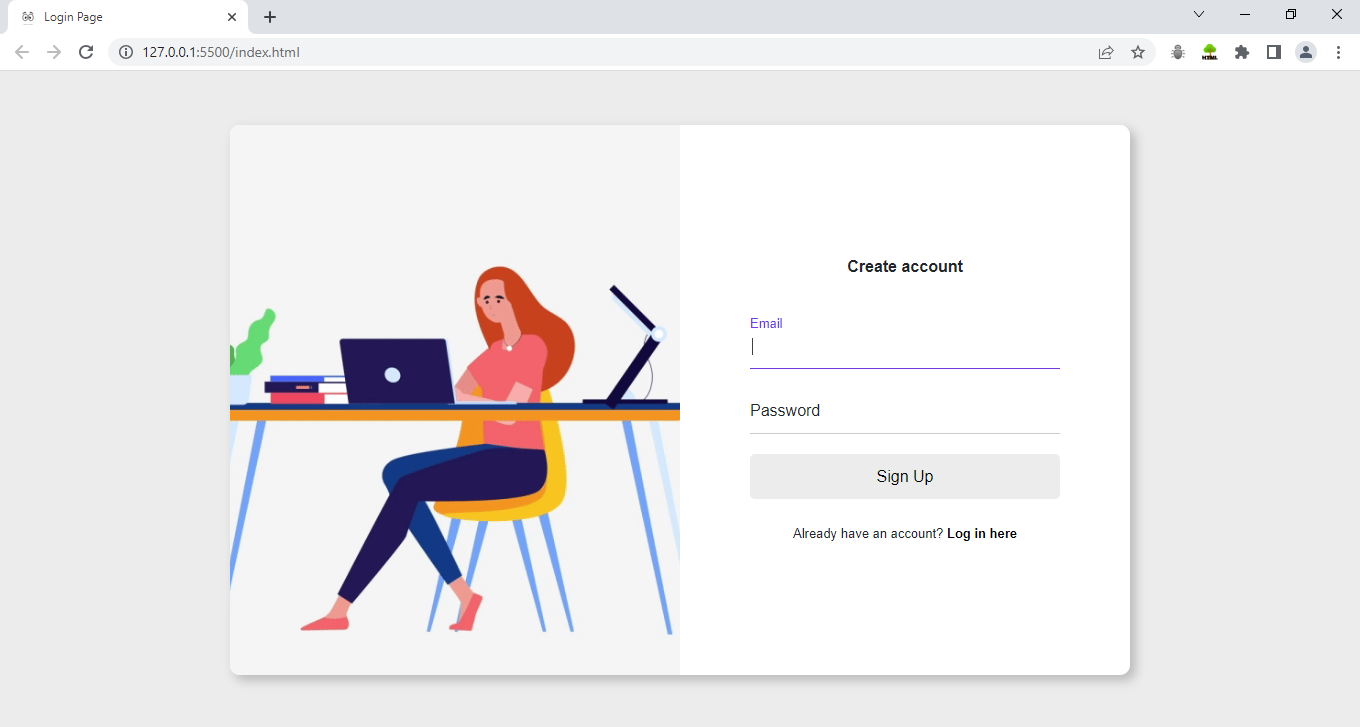 Login Page
127.0.0.1:5500/index.html
HTML
Create account
Email
Password
Sign Up
Already have an account? Log in here